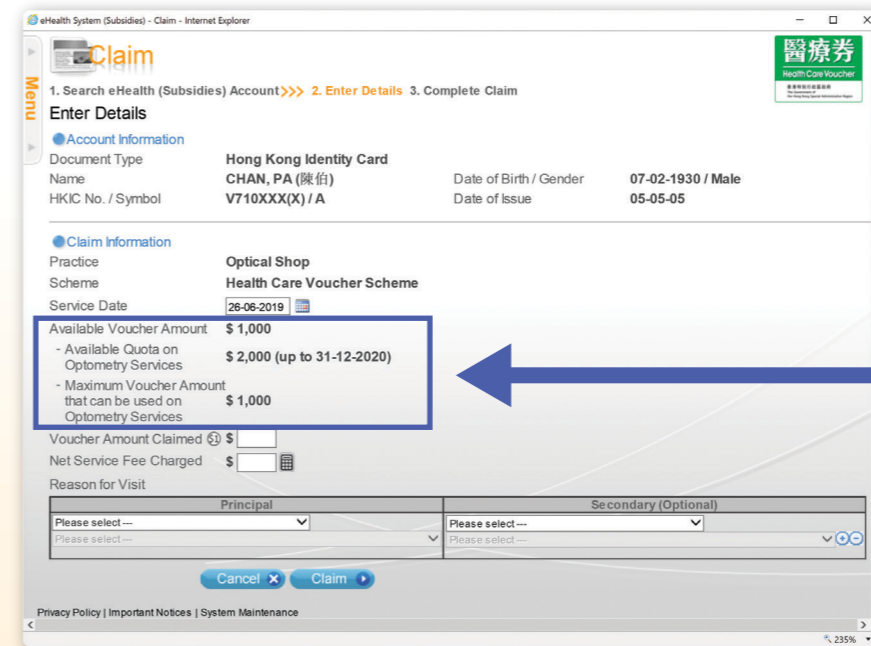 eHealth System (Subsidies) - Claim - Internet Explorer
Claim
醫療券
Health Care Voucher
Menu
1. Search eHealth (Subsidies) Account>>> 2. Enter Details 3. Complete Claim
Enter Details
Account Information
Document Type Hong Kong Identity Card
Name CHAN, PA (陳伯) Date of Birth / Gender 07-02-1930 / Male
HKIC No. / Symbol V710XXX(X) / A Date of Issue 05-05-05
Claim Information
Practice Optical Shop
Scheme Health Care Voucher Scheme
Service Date 26-06-2019
Available Voucher Amount $ 1,000
- Available Quota on
Optometry Services $ 2,000 (up to 31-12-2020)
- Maximum Voucher Amount
that can be used on $ 1,000
Optometry Services
Voucher Amount Claimed $
Net Service Fee Charged $
Reason for Visit
Principal Secondary (Optional)
Please select --- Please select ---
Please select --- Please select ---
Cancel Claim
Privacy Policy | Important Notices | System Maintenance
235%